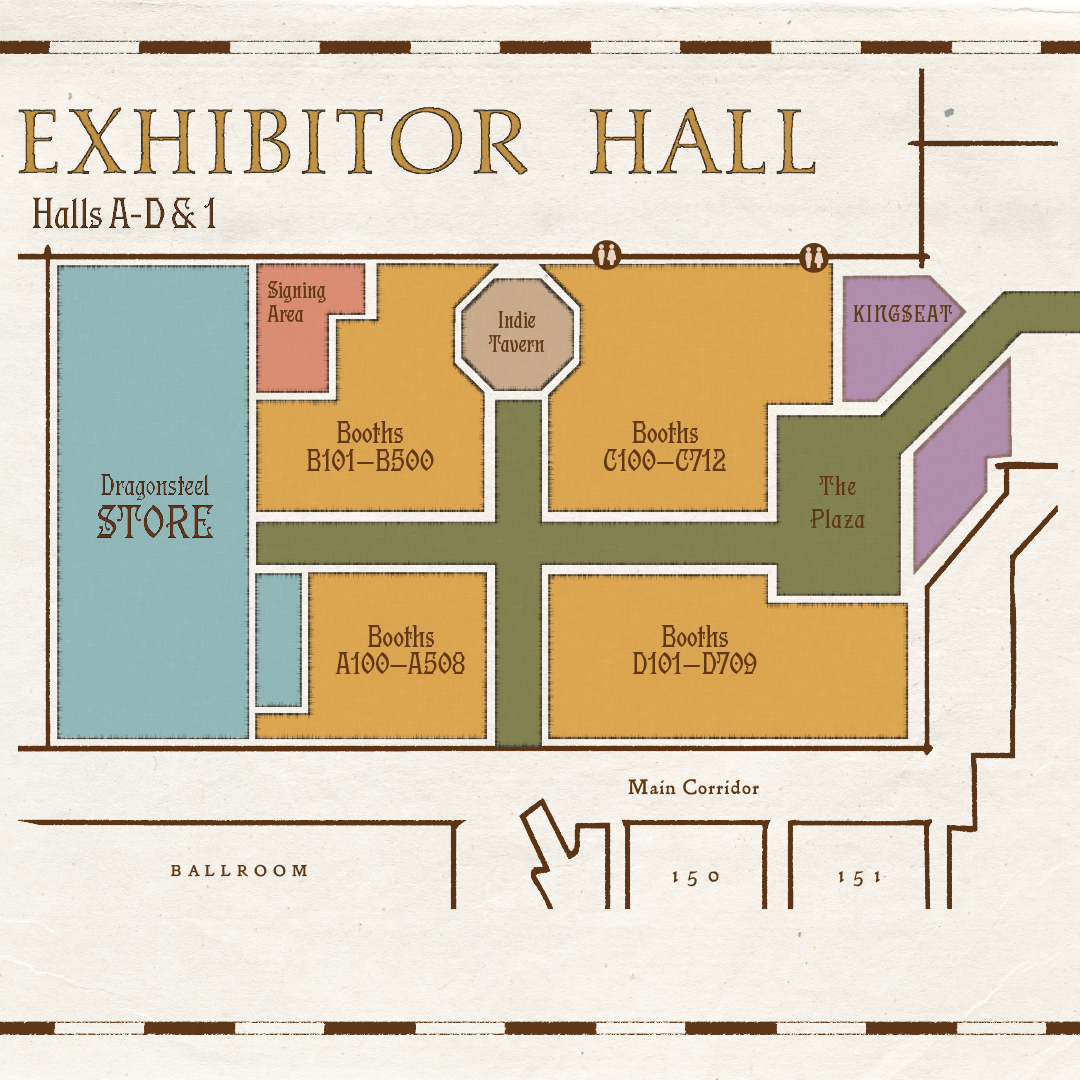 EXHIBITOR HALL
Halls A-D & 1
Signing
Area
Indie
Tavern
KINGSEAT
Booths
B101–B500
Booths
C100–C712
Dragonsteel
STORE
The
Plaza
Booths
A100–A508
Booths
D101–D709
Main Corridor
BALLROOM
150
151